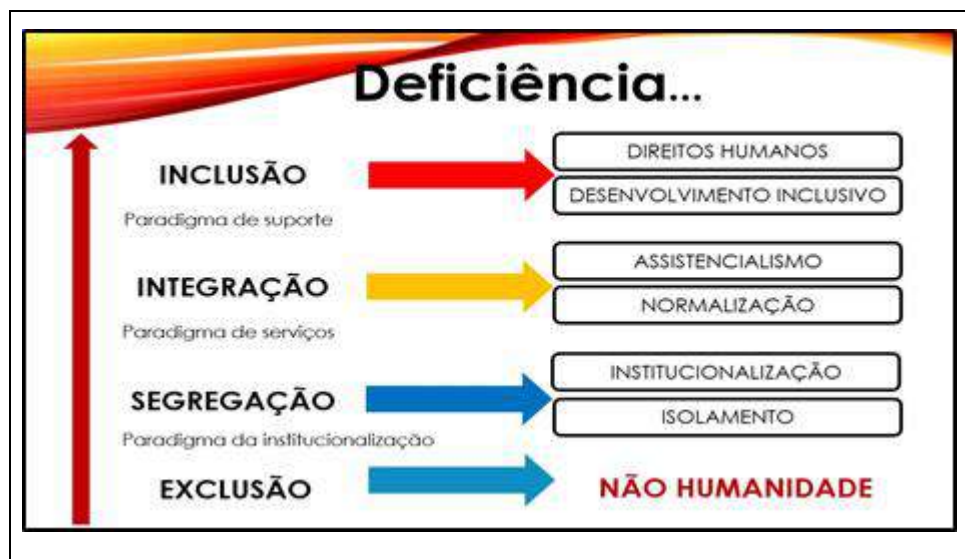 Deficiência...
INCLUSÃO
Paradigma de suporte
DIREITOS HUMANOS
DESENVOLVIMENTO INCLUSIVO
INTEGRAÇÃO
Paradigma de serviços
ASSISTENCIALISMO
NORMALIZAÇÃO
SEGREGAÇÃO
Paradigma da institucionalização
INSTITUCIONALIZAÇÃO
ISOLAMENTO
EXCLUSÃO
NÃO HUMANIDADE